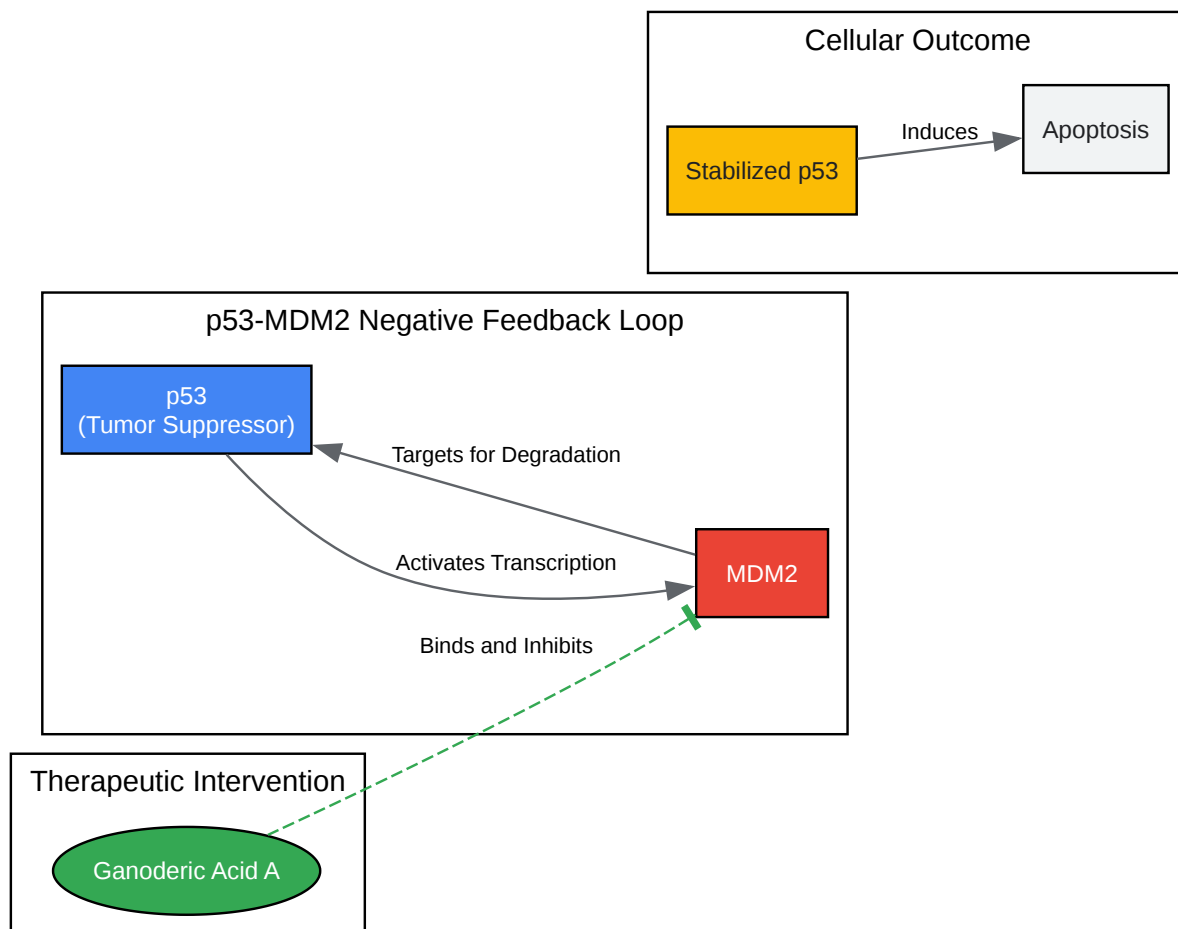 Cellular Outcome
Induces
Apoptosis
Stabilized p53
p53-MDM2 Negative Feedback Loop
p53
(Tumor Suppressor)
Targets for Degradation
Activates Transcription
MDM2
Binds and Inhibits
Therapeutic Intervention
Ganoderic Acid A